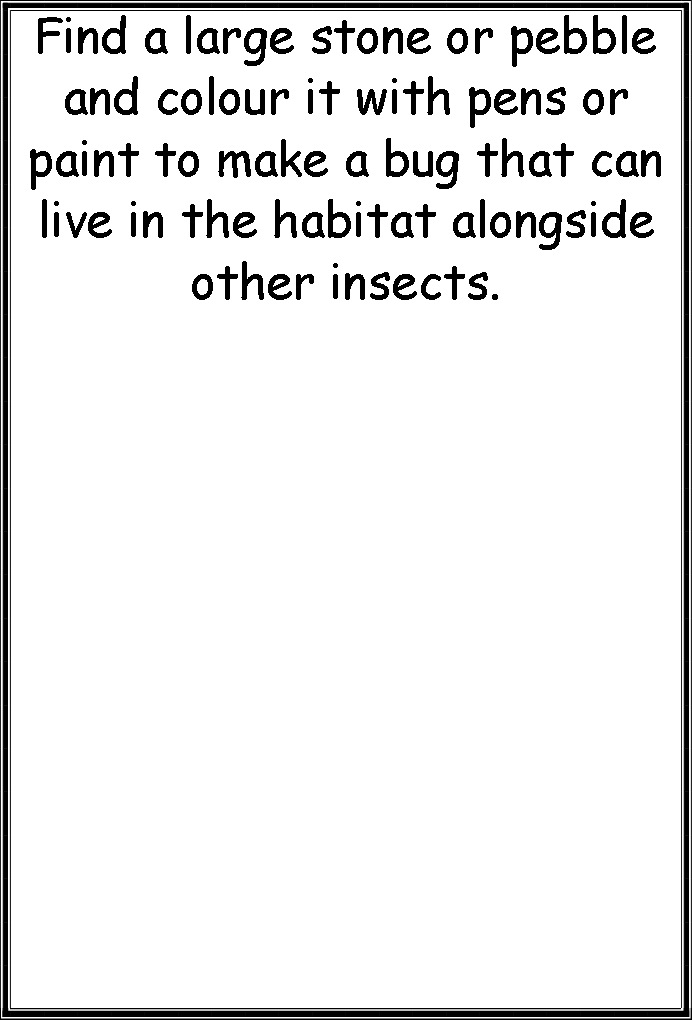 Find a large stone or pebble
and colour it with pens or
paint to make a bug that can
live in the habitat alongside
other insects.